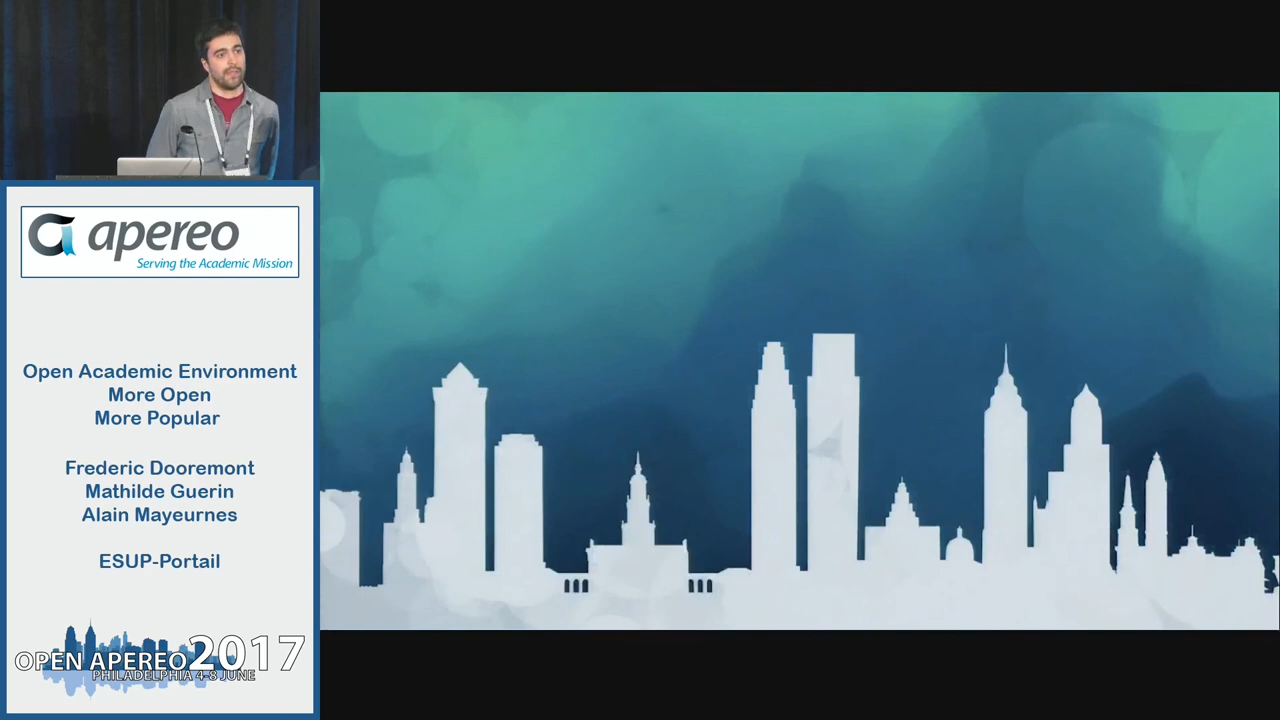 apereo
Serving the Academic Mission
Open Academic Environment
More Open
More Popular
Frederic Dooremont
Mathilde Guerin
Alain Mayeurnes
ESUP-Portail
OPEN APEREO 2017
PHILADELPHIA 4-8 JUNE